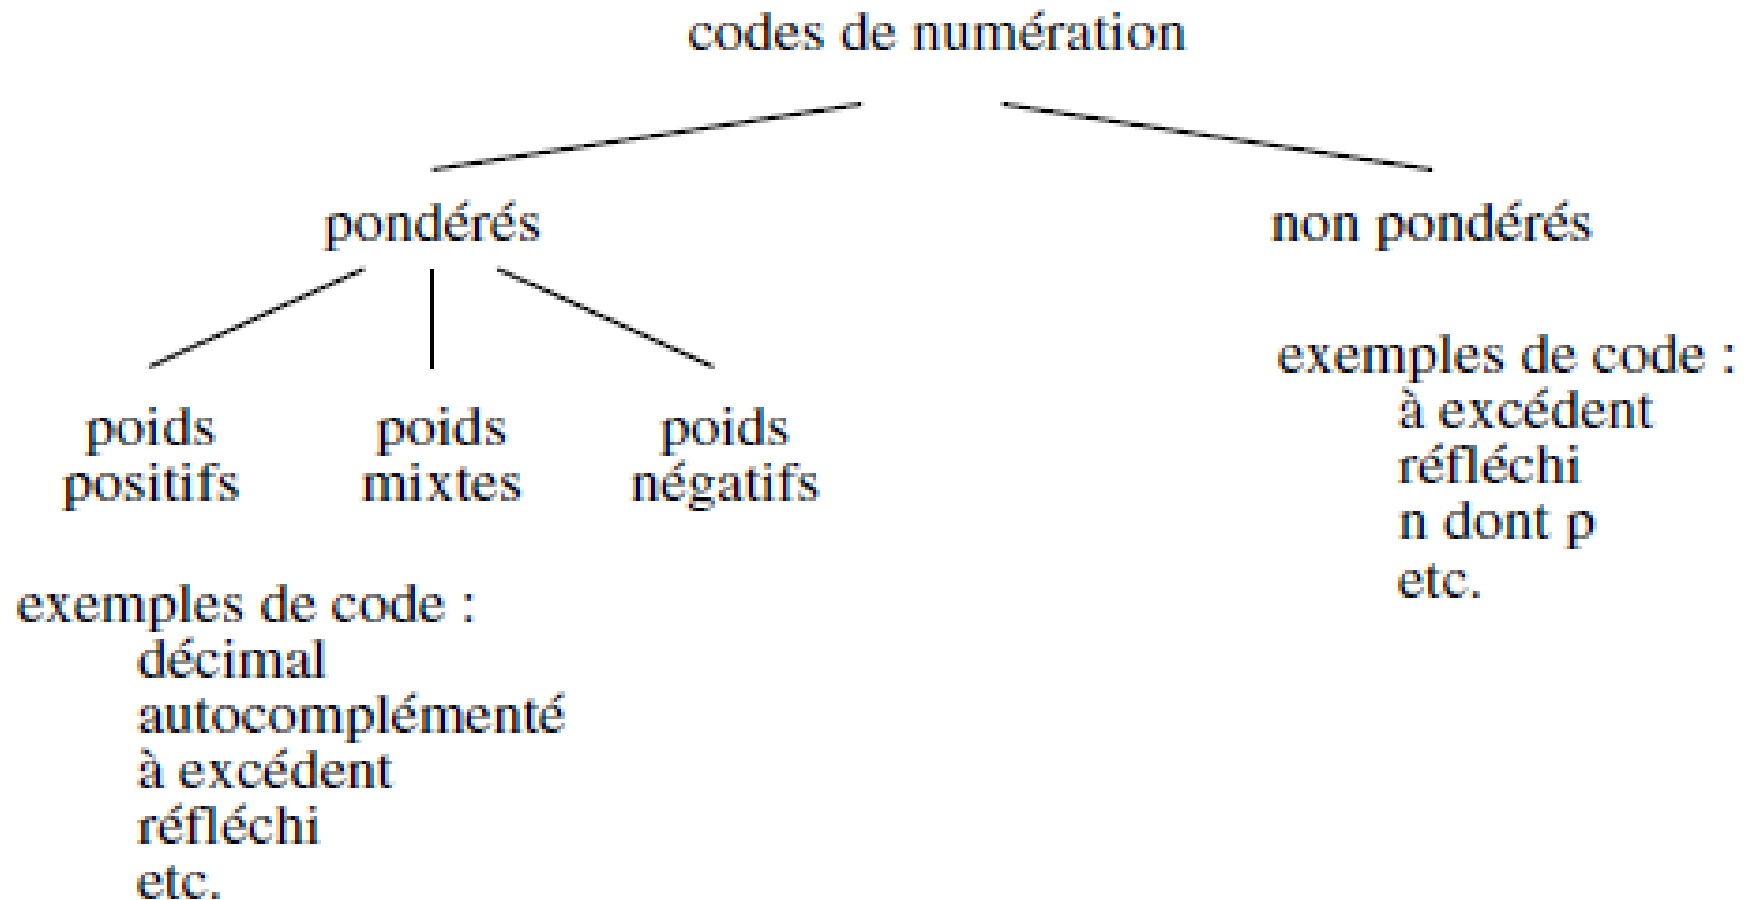 codes de numération
pondérés
non pondérés
poids
positifs
poids
mixtes
poids
négatifs
exemples de code :
décimal
autocomplémenté
à excédent
réfléchi
etc.
exemples de code :
à excédent
réfléchi
n dont p
etc.